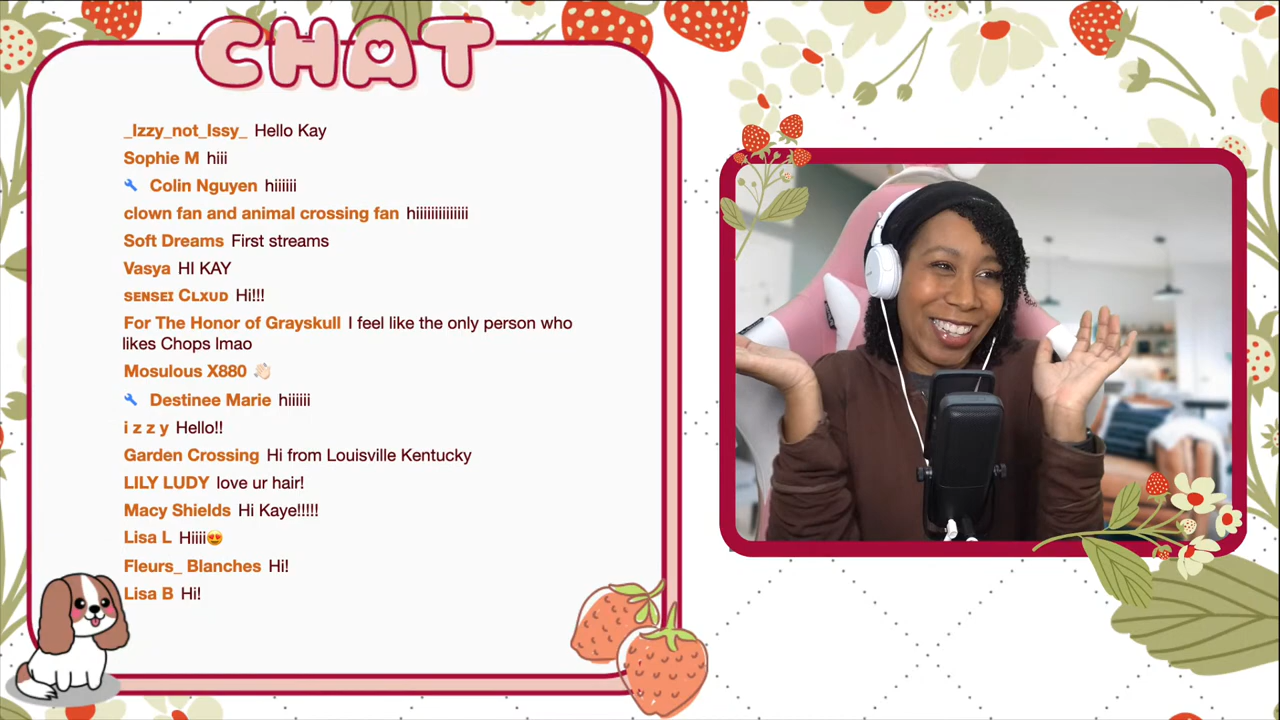 CHAT
_Izzy_not_Issy_ Hello Kay
Sophie M hiii
Colin Nguyen hiiiiii
clown fan and animal crossing fan hiiiiiiiiiiiiii
Soft Dreams First streams
Vasya HI KAY
sᴇɴsᴇɪ Cʟxᴜᴅ Hi!!!
For The Honor of Grayskull I feel like the only person who
likes Chops lmao
Mosulous X880 👋🏻
Destinee Marie hiiiiii
i z z y Hello!!
Garden Crossing Hi from Louisville Kentucky
LILY LUDY love ur hair!
Macy Shields Hi Kaye!!!!!
Lisa L Hiiii😍
Fleurs_ Blanches Hi!
Lisa B Hi!